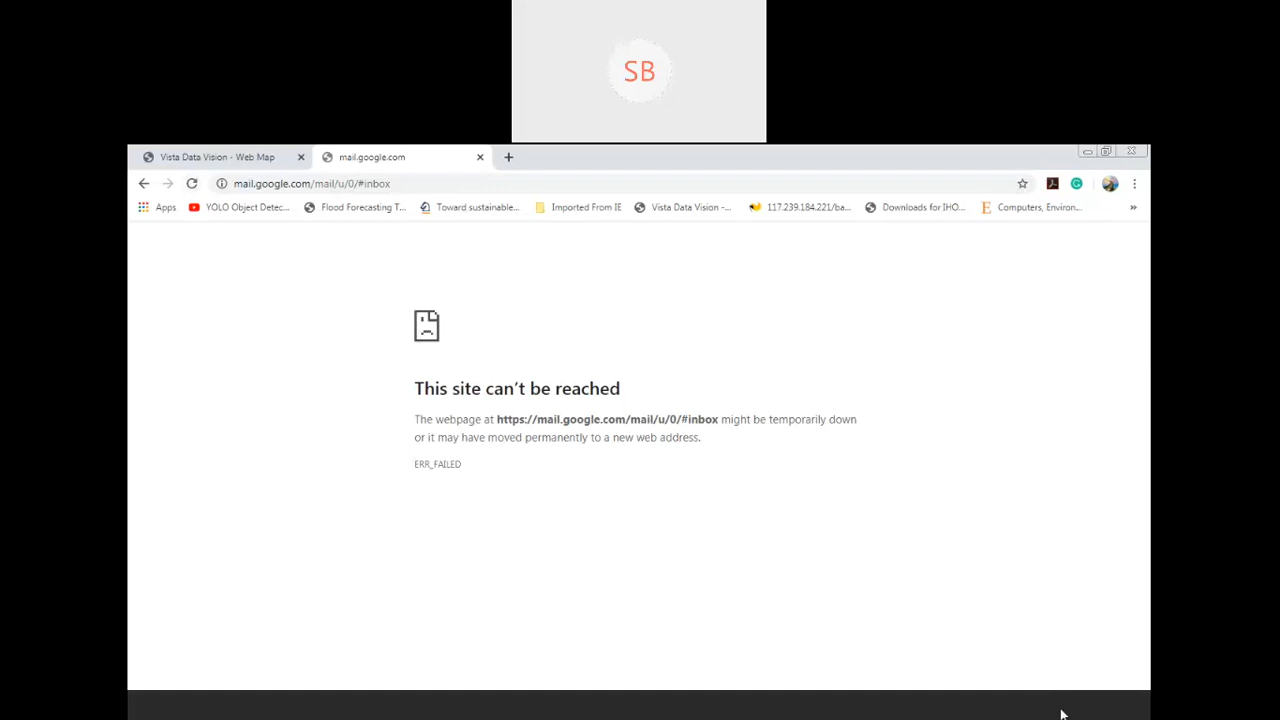 SB
Vista Data Vision - Web Map
mail.google.com
mail.google.com/mail/u/0/#inbox
Apps YOLO Object Detec... Flood Forecasting T... Toward sustainable... Imported From IE Vista Data Vision -... 117.239.184.221/ba... Downloads for IHO... Computers, Environ...
This site can't be reached
The webpage at https://mail.google.com/mail/u/0/#inbox might be temporarily down
or it may have moved permanently to a new web address.
ERR_FAILED